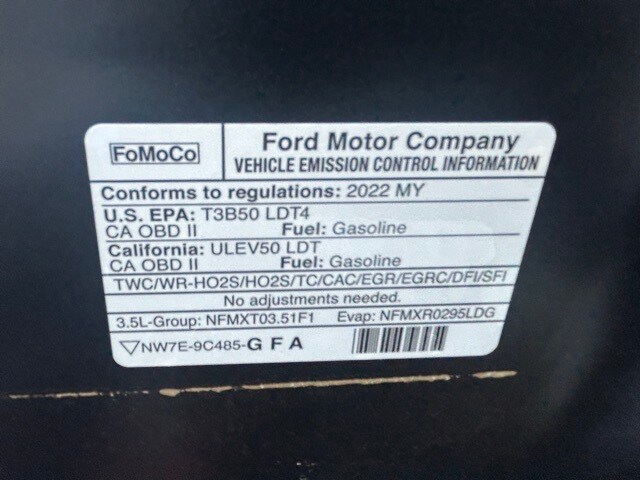 FoMoCo
Ford Motor Company
VEHICLE EMISSION CONTROL INFORMATION
Conforms to regulations: 2022 MY
U.S. EPA: T3B50 LDT4
CA OBD II Fuel: Gasoline
California: ULEV50 LDT
CA OBD II Fuel: Gasoline
TWC/WR-HO2S/HO2S/TC/CAC/EGR/EGRC/DFI/SFI
No adjustments needed.
3.5L-Group: NFMXT03.51F1 Evap: NFMXR0295LDG
▽NW7E-9C485-G F A